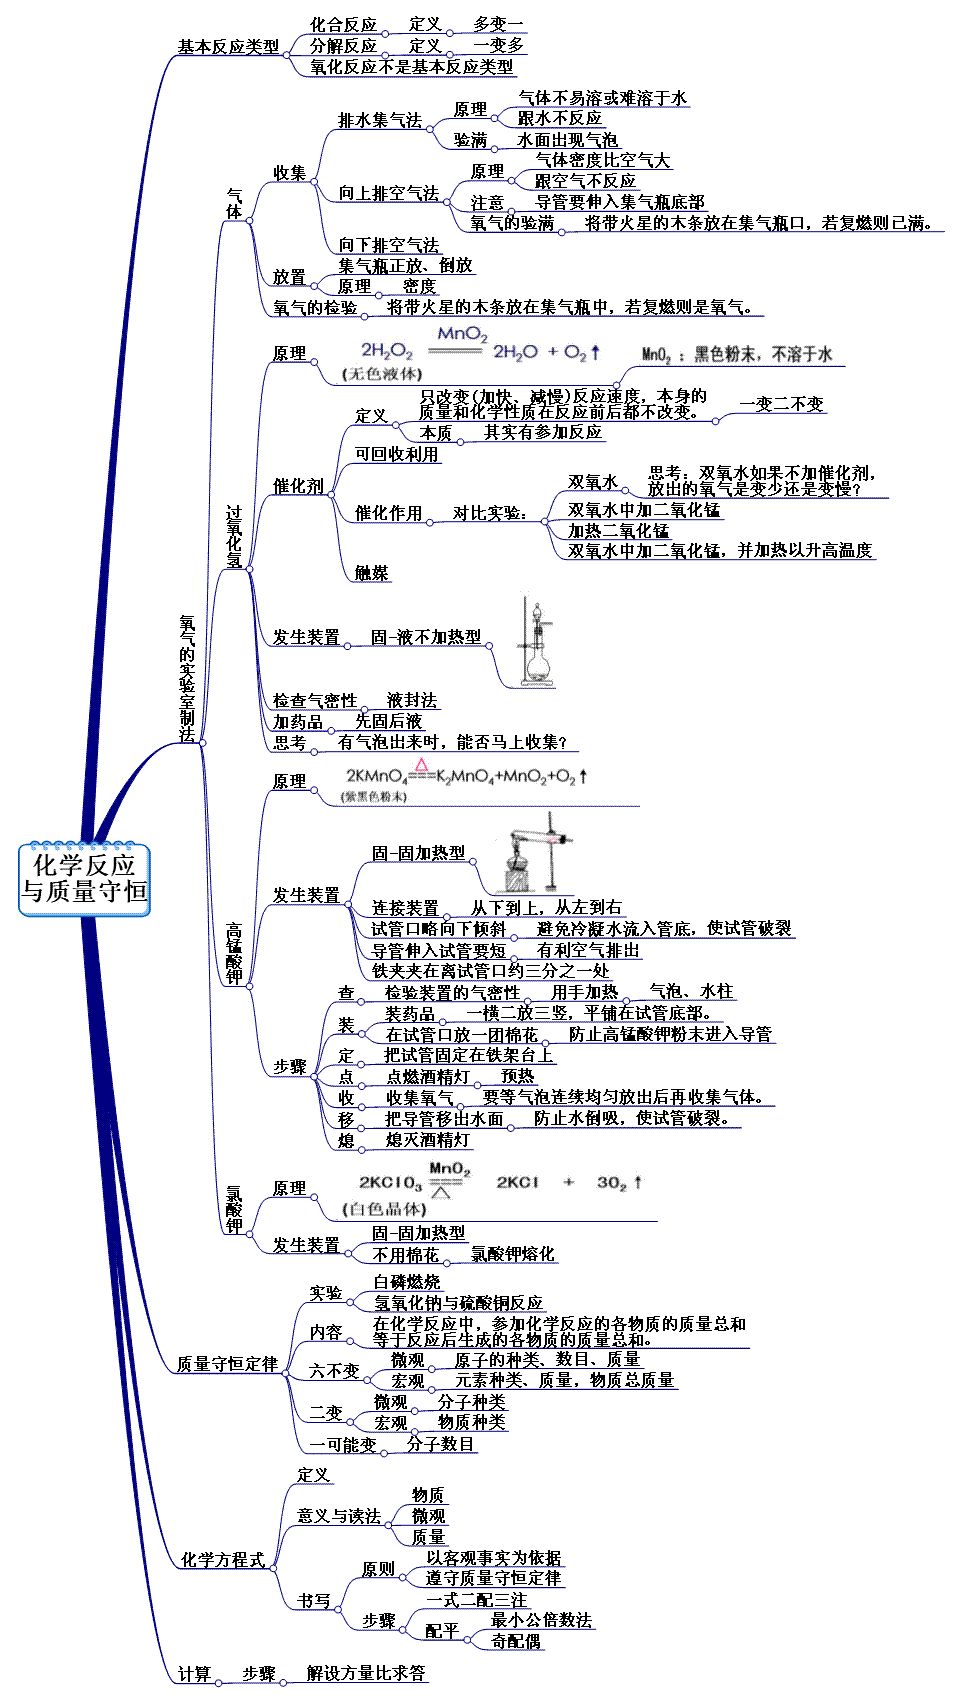 基本反应类型
化合反应
定义
多变一
分解反应
定义
一变多
氧化反应不是基本反应类型
氧气的实验室制法
气体
收集
排水集气法
原理
气体不易溶或难溶于水
跟水不反应
验满
水面出现气泡
向上排空气法
原理
气体密度比空气大
跟空气不反应
注意
导管要伸入集气瓶底部
氧气的验满
将带火星的木条放在集气瓶口，若复燃则已满。
向下排空气法
放置
集气瓶正放、倒放
原理
密度
氧气的检验
将带火星的木条放在集气瓶中，若复燃则是氧气。
过氧化氢
原理
MnO₂
2H₂O₂ ═══ 2H₂O + O₂↑
(无色液体)
MnO₂ ：黑色粉末，不溶于水
催化剂
定义
只改变(加快、减慢)反应速度，本身的
质量和化学性质在反应前后都不改变。
一变二不变
本质
其实有参加反应
可回收利用
催化作用
对比实验：
双氧水
思考：双氧水如果不加催化剂，
放出的氧气是变少还是变慢？
双氧水中加二氧化锰
加热二氧化锰
双氧水中加二氧化锰，并加热以升高温度
触媒
发生装置
固-液不加热型
检查气密性
液封法
加药品
先固后液
思考
有气泡出来时，能否马上收集？
高锰酸钾
原理
△
2KMnO₄═══K₂MnO₄+MnO₂+O₂↑
(紫黑色粉末)
发生装置
固-固加热型
连接装置
从下到上，从左到右
试管口略向下倾斜
避免冷凝水流入管底，使试管破裂
导管伸入试管要短
有利空气排出
铁夹夹在离试管口约三分之一处
步骤
查
检验装置的气密性
用手加热
气泡、水柱
装
装药品
一横二放三竖，平铺在试管底部。
在试管口放一团棉花
防止高锰酸钾粉末进入导管
定
把试管固定在铁架台上
点
点燃酒精灯
预热
收
收集氧气
要等气泡连续均匀放出后再收集气体。
移
把导管移出水面
防止水倒吸，使试管破裂。
熄
熄灭酒精灯
氯酸钾
原理
MnO₂
2KClO₃ ═══ 2KCl + 3O₂↑
△
(白色晶体)
发生装置
固-固加热型
不用棉花
氯酸钾熔化
化学反应
与质量守恒
质量守恒定律
实验
白磷燃烧
氢氧化钠与硫酸铜反应
内容
在化学反应中，参加化学反应的各物质的质量总和
等于反应后生成的各物质的质量总和。
六不变
微观
原子的种类、数目、质量
宏观
元素种类、质量，物质总质量
二变
微观
分子种类
宏观
物质种类
一可能变
分子数目
化学方程式
定义
意义与读法
物质
微观
质量
书写
原则
以客观事实为依据
遵守质量守恒定律
步骤
一式二配三注
配平
最小公倍数法
奇配偶
计算
步骤
解设方量比求答